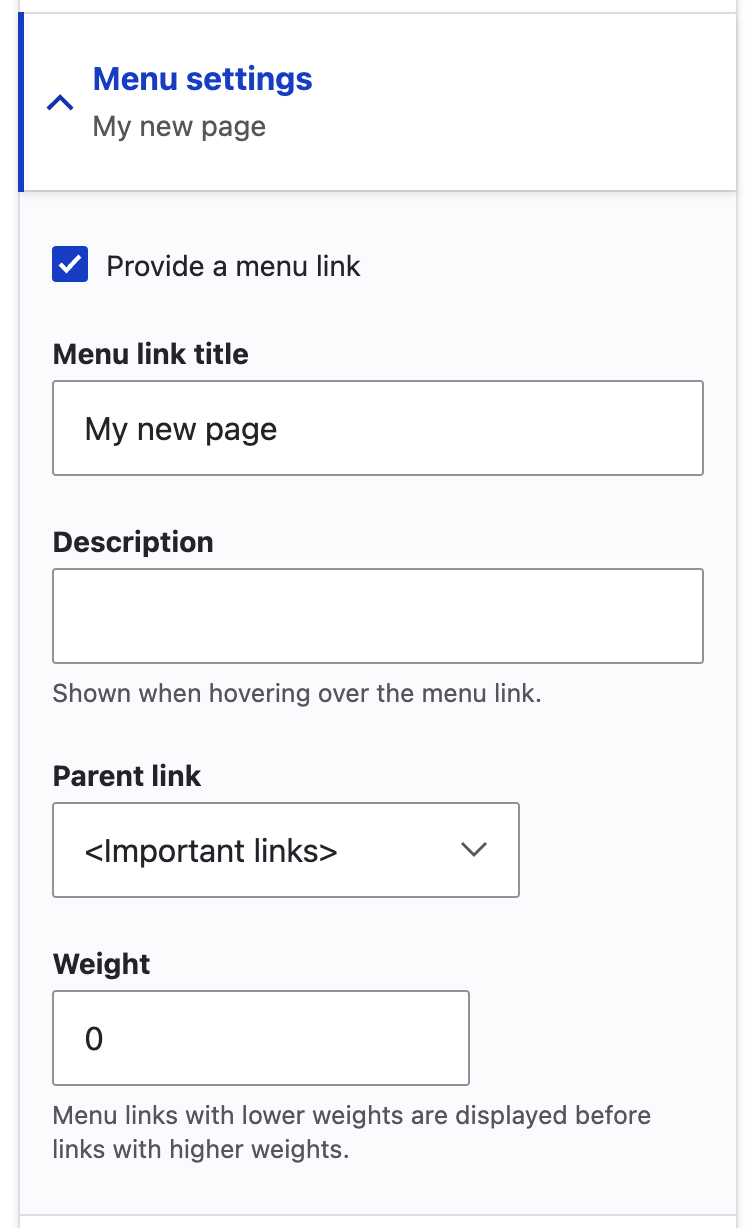 Menu settings
My new page
Provide a menu link
Menu link title
My new page
Description
Shown when hovering over the menu link.
Parent link
<Important links>
Weight
0
Menu links with lower weights are displayed before
links with higher weights.